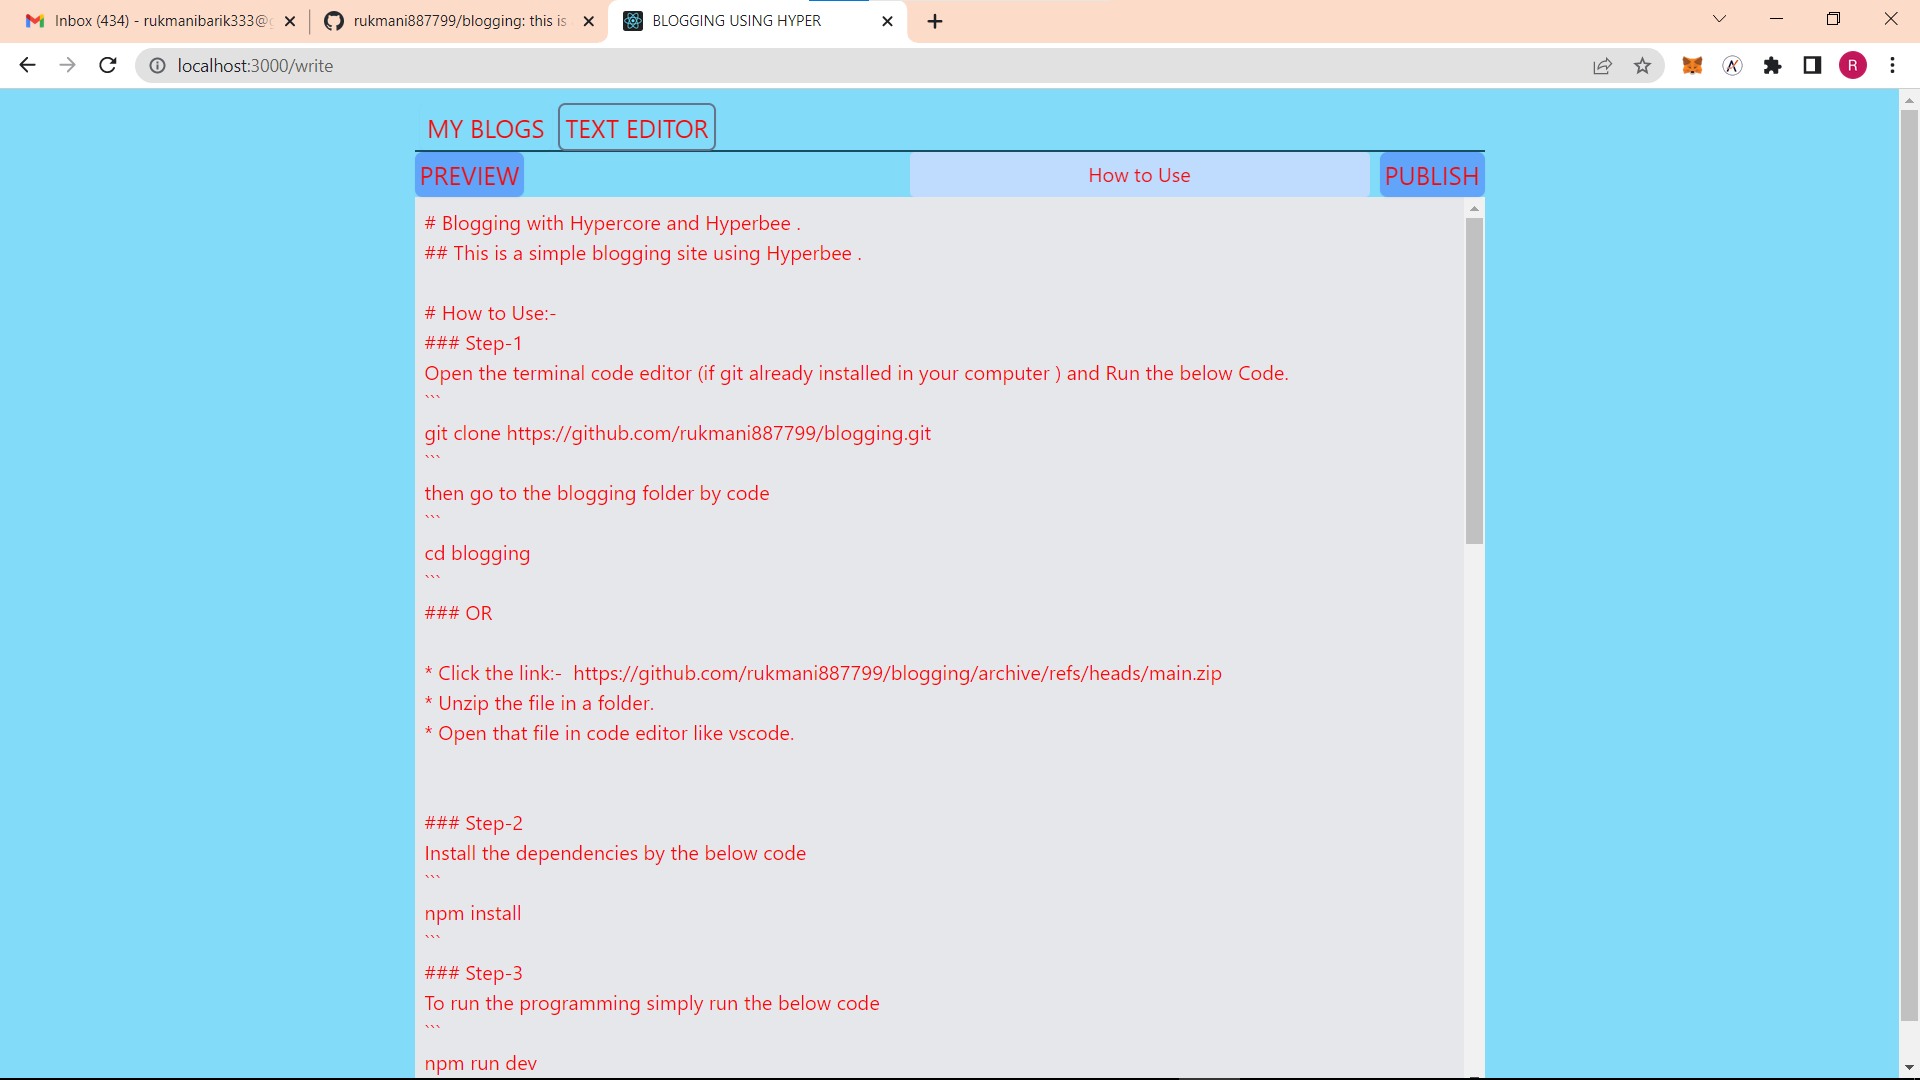 Inbox (434) - rukmanibarik333@
rukmani887799/blogging: this is
BLOGGING USING HYPER
localhost:3000/write
R
MY BLOGS TEXT EDITOR
PREVIEW How to Use PUBLISH
# Blogging with Hypercore and Hyperbee .
## This is a simple blogging site using Hyperbee .
# How to Use:-
### Step-1
Open the terminal code editor (if git already installed in your computer ) and Run the below Code.
```
git clone https://github.com/rukmani887799/blogging.git
```
then go to the blogging folder by code
```
cd blogging
```
### OR
* Click the link:-  https://github.com/rukmani887799/blogging/archive/refs/heads/main.zip
* Unzip the file in a folder.
* Open that file in code editor like vscode.
### Step-2
Install the dependencies by the below code
```
npm install
```
### Step-3
To run the programming simply run the below code
```
npm run dev